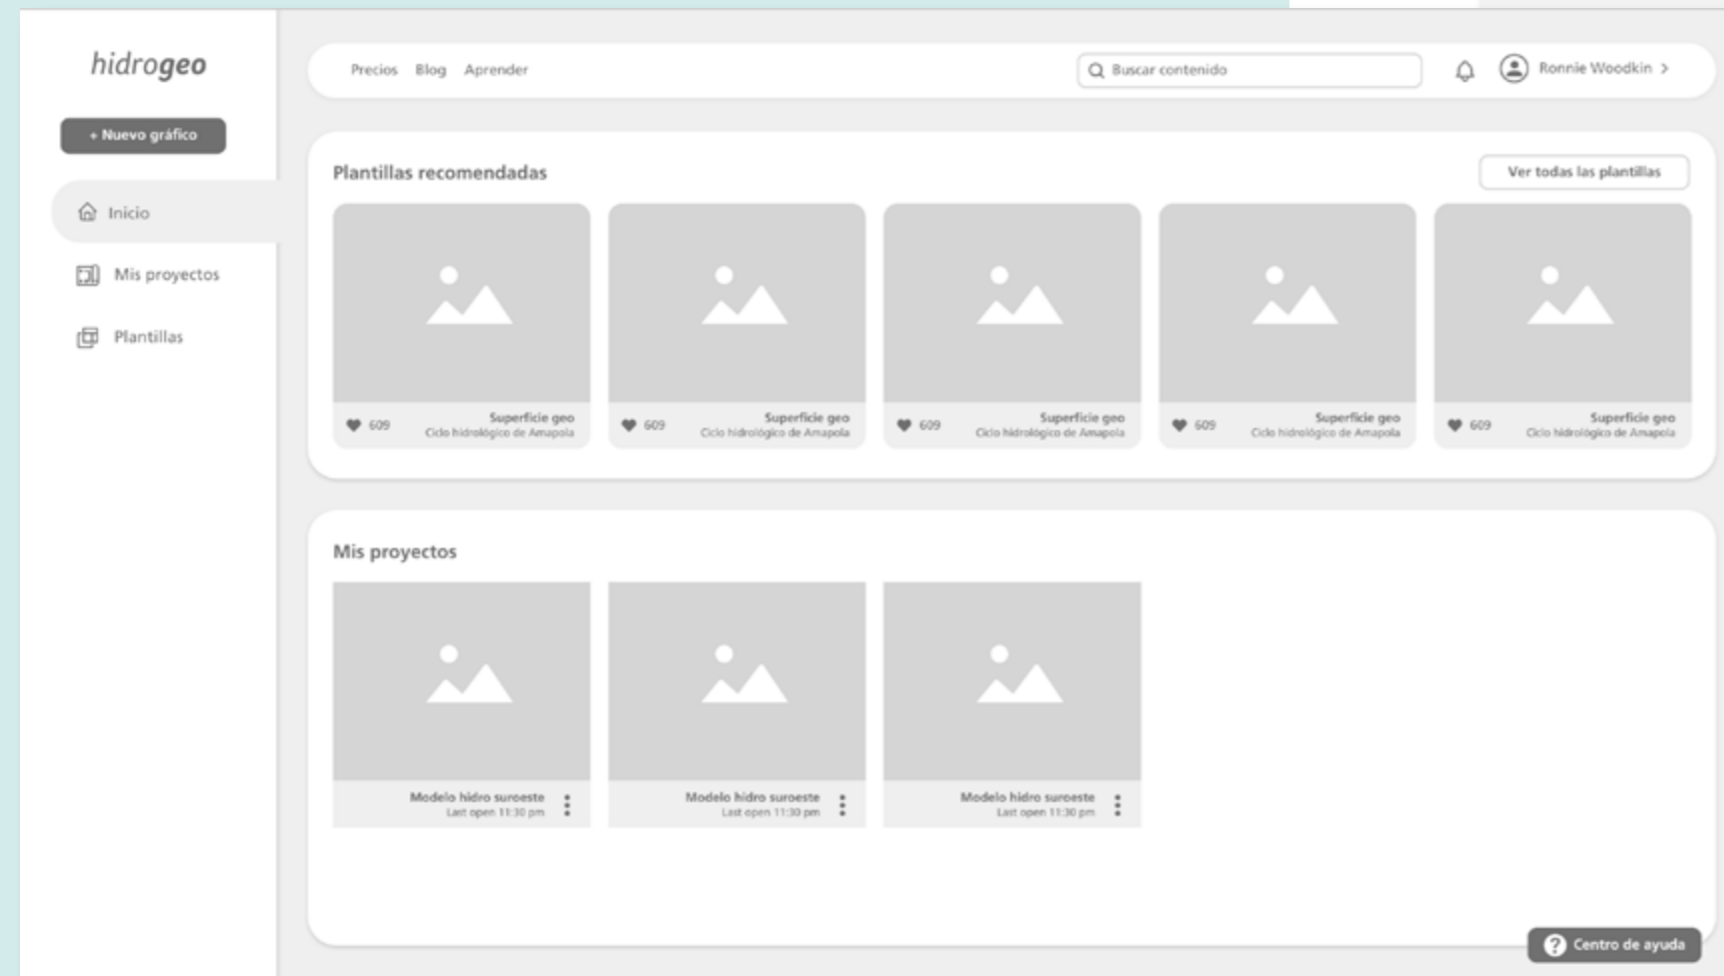 hidrogeo
+ Nuevo gráfico
Inicio
Mis proyectos
Plantillas
Precios Blog Aprender
Buscar contenido
Ronnie Woodkin >
Plantillas recomendadas
Ver todas las plantillas
609
Superficie geo
Ciclo hidrológico de Amapola
609
Superficie geo
Ciclo hidrológico de Amapola
609
Superficie geo
Ciclo hidrológico de Amapola
609
Superficie geo
Ciclo hidrológico de Amapola
609
Superficie geo
Ciclo hidrológico de Amapola
Mis proyectos
Modelo hidro suroeste
Last open 11:30 pm
Modelo hidro suroeste
Last open 11:30 pm
Modelo hidro suroeste
Last open 11:30 pm
? Centro de ayuda